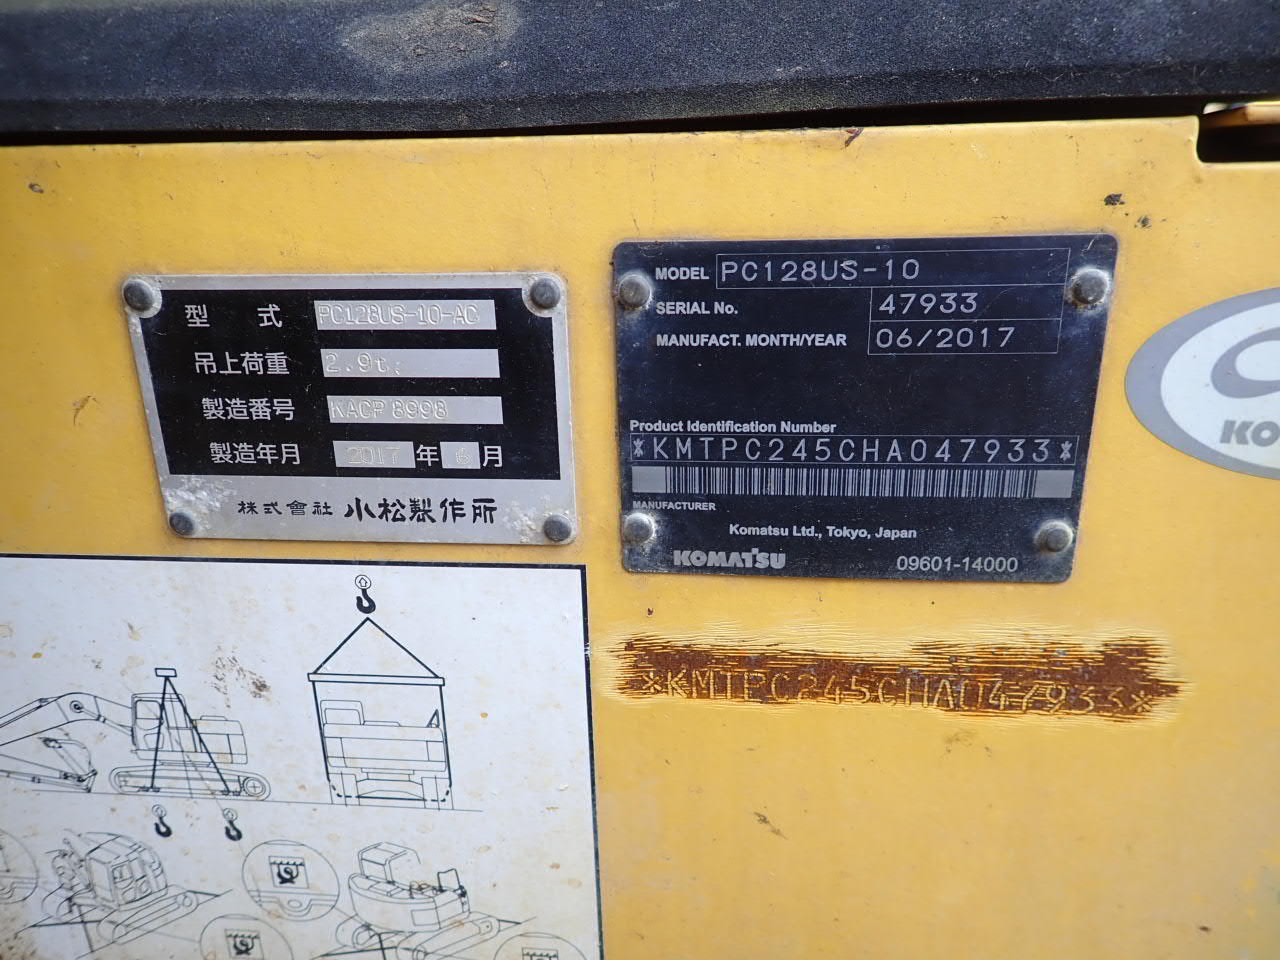 型 式 PC128US-10-AC
吊上荷重 2.9t
製造番号 KACP 8998
製造年月 2017 年 6 月
株式會社 小松製作所
MODEL PC128US-10
SERIAL No. 47933
MANUFACT. MONTH/YEAR 06/2017
Product Identification Number
*KMTPC245CHA047933*
MANUFACTURER
Komatsu Ltd., Tokyo, Japan
KOMATSU 09601-14000
*KMTPC245CHA047933*
KO